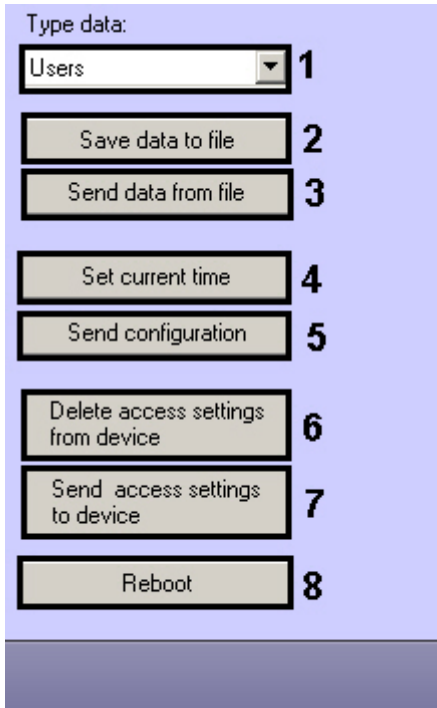 Type data:
Users 1
Save data to file 2
Send data from file 3
Set current time 4
Send configuration 5
Delete access settings
from device 6
Send  access settings
to device 7
Reboot 8